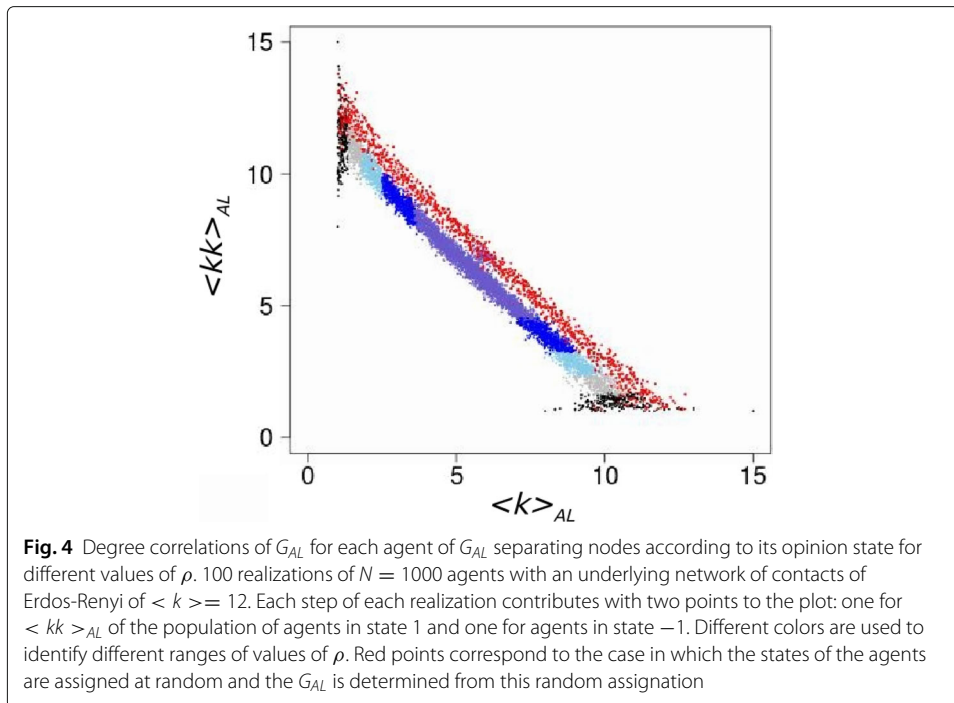 15
10
5
0
<kk>AL
0
5
10
15
<k>AL
Fig. 4 Degree correlations of GAL for each agent of GAL separating nodes according to its opinion state for
different values of ρ. 100 realizations of N = 1000 agents with an underlying network of contacts of
Erdos-Renyi of < k >= 12. Each step of each realization contributes with two points to the plot: one for
< kk >AL of the population of agents in state 1 and one for agents in state −1. Different colors are used to
identify different ranges of values of ρ. Red points correspond to the case in which the states of the agents
are assigned at random and the GAL is determined from this random assignation